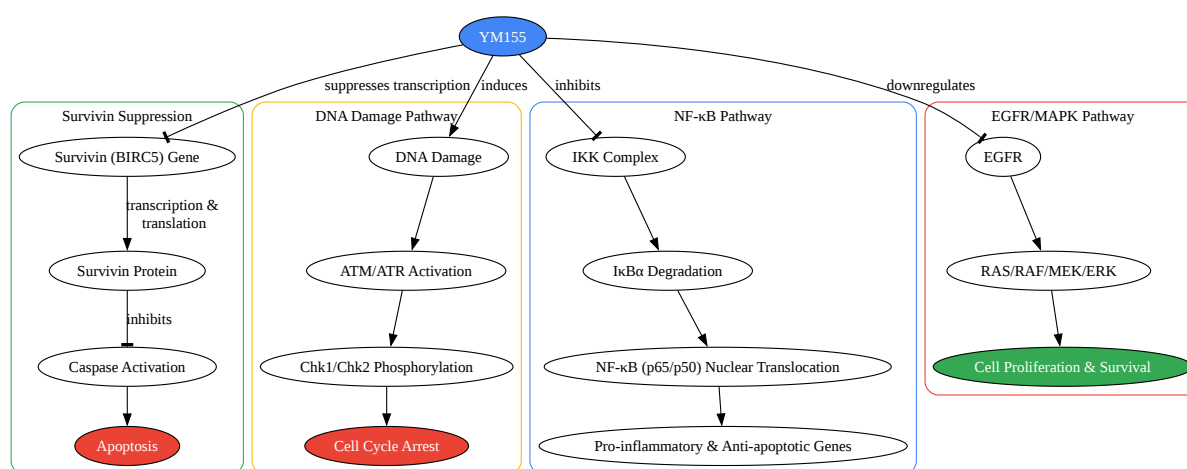 YM155
suppresses transcription
induces
inhibits
downregulates
Survivin Suppression
Survivin (BIRC5) Gene
transcription &
translation
Survivin Protein
inhibits
Caspase Activation
Apoptosis
DNA Damage Pathway
DNA Damage
ATM/ATR Activation
Chk1/Chk2 Phosphorylation
Cell Cycle Arrest
NF-κB Pathway
IKK Complex
IκBα Degradation
NF-κB (p65/p50) Nuclear Translocation
Pro-inflammatory & Anti-apoptotic Genes
EGFR/MAPK Pathway
EGFR
RAS/RAF/MEK/ERK
Cell Proliferation & Survival